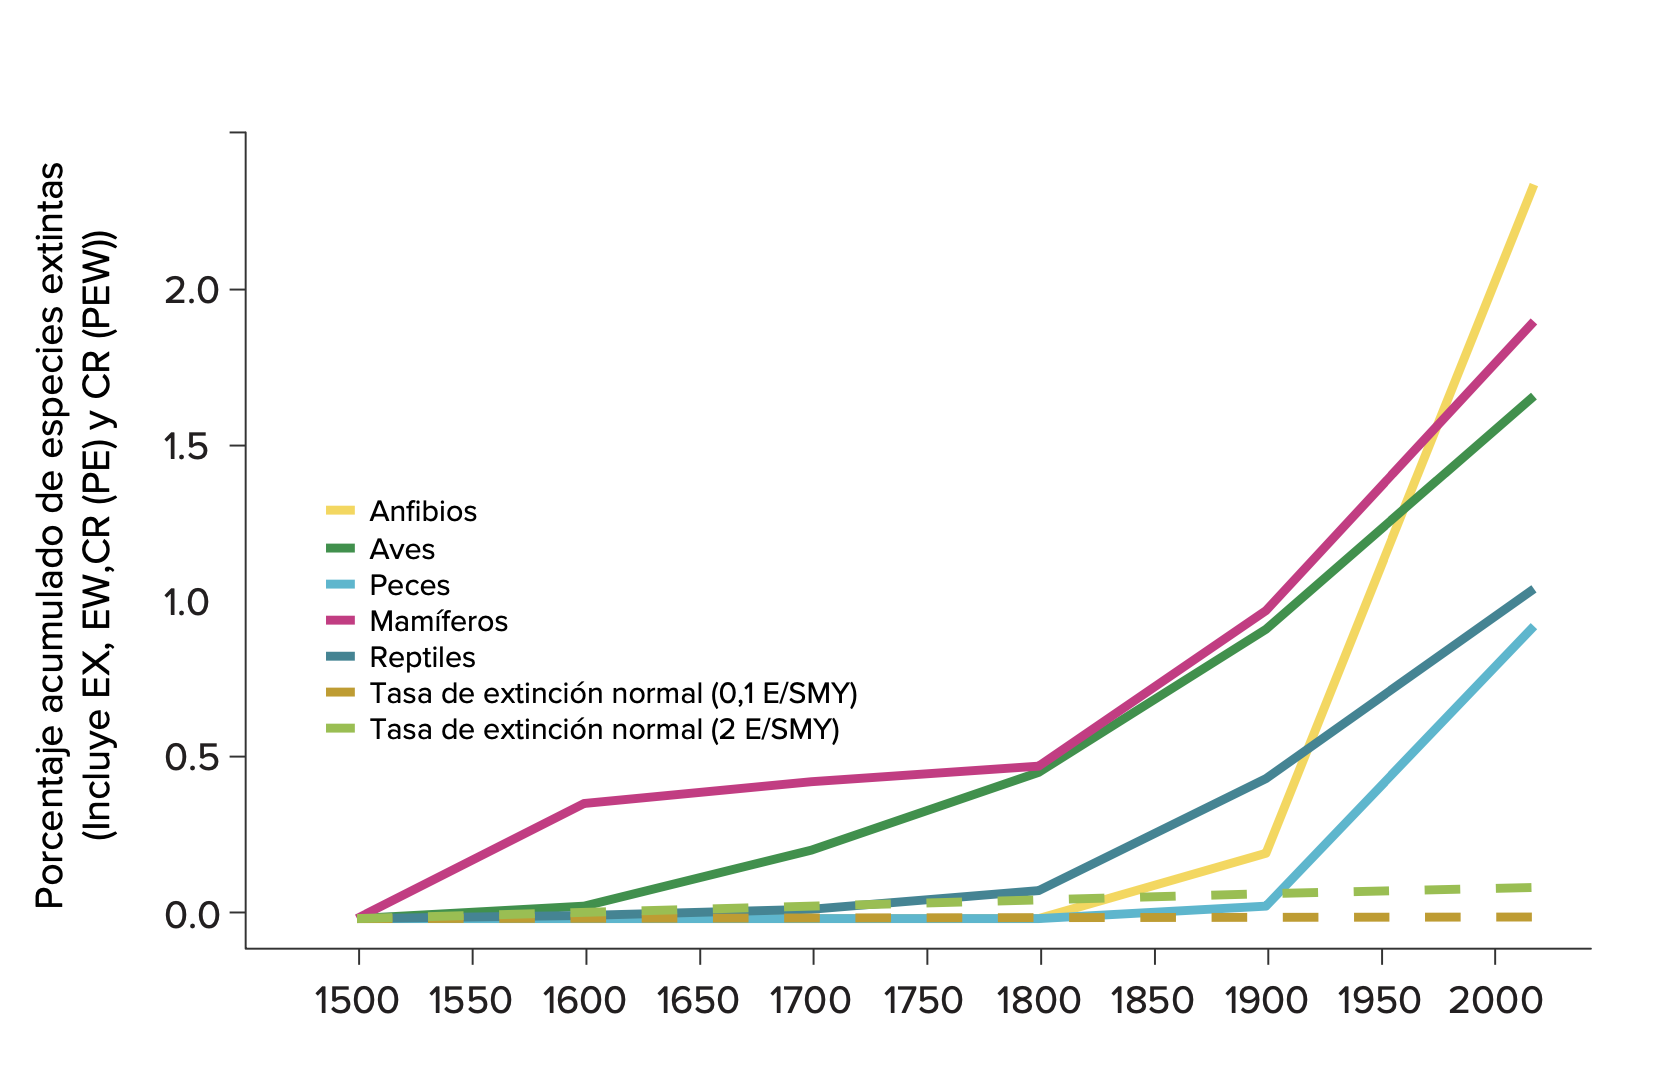 Porcentaje acumulado de especies extintas
(Incluye EX, EW,CR (PE) y CR (PEW))
2.0
1.5
1.0
0.5
0.0
Anfibios
Aves
Peces
Mamíferos
Reptiles
Tasa de extinción normal (0,1 E/SMY)
Tasa de extinción normal (2 E/SMY)
1500 1550 1600 1650 1700 1750 1800 1850 1900 1950 2000